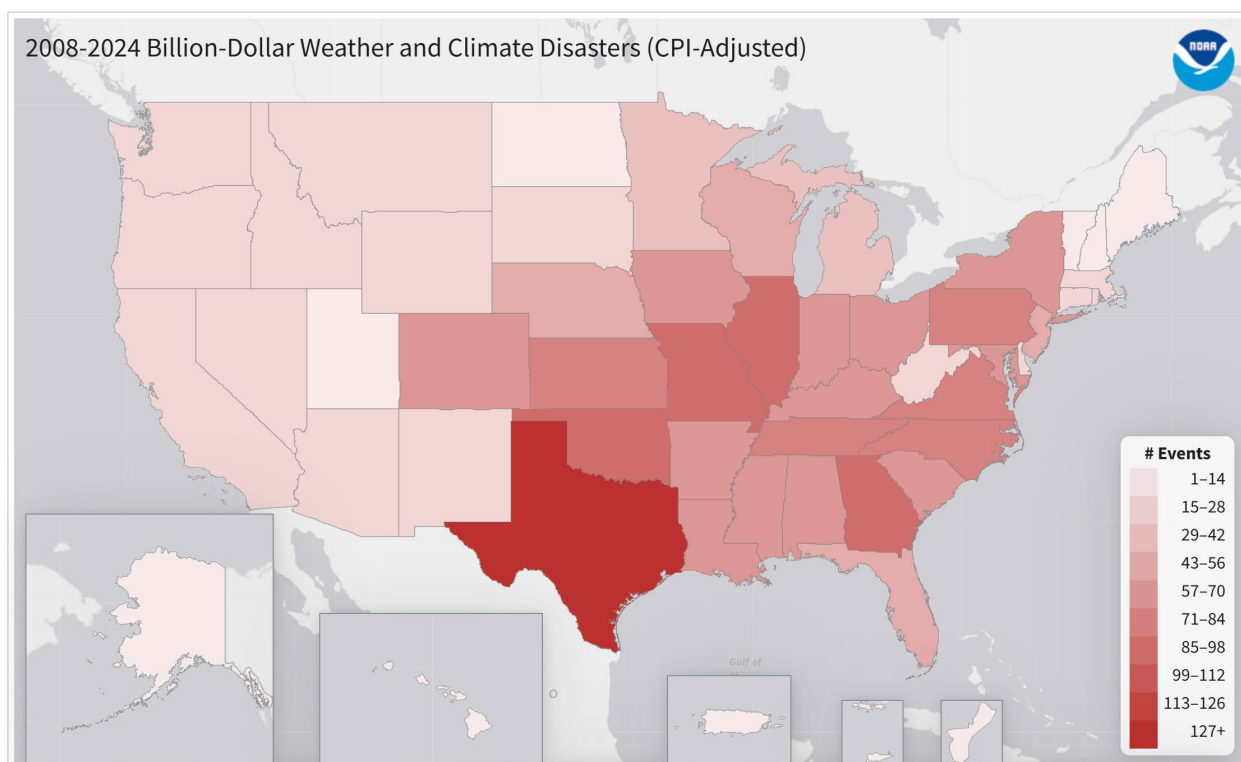 2008-2024 Billion-Dollar Weather and Climate Disasters (CPI-Adjusted)
NOAA
# Events
1–14
15–28
29–42
43–56
57–70
71–84
85–98
99–112
113–126
127+
Gulf of